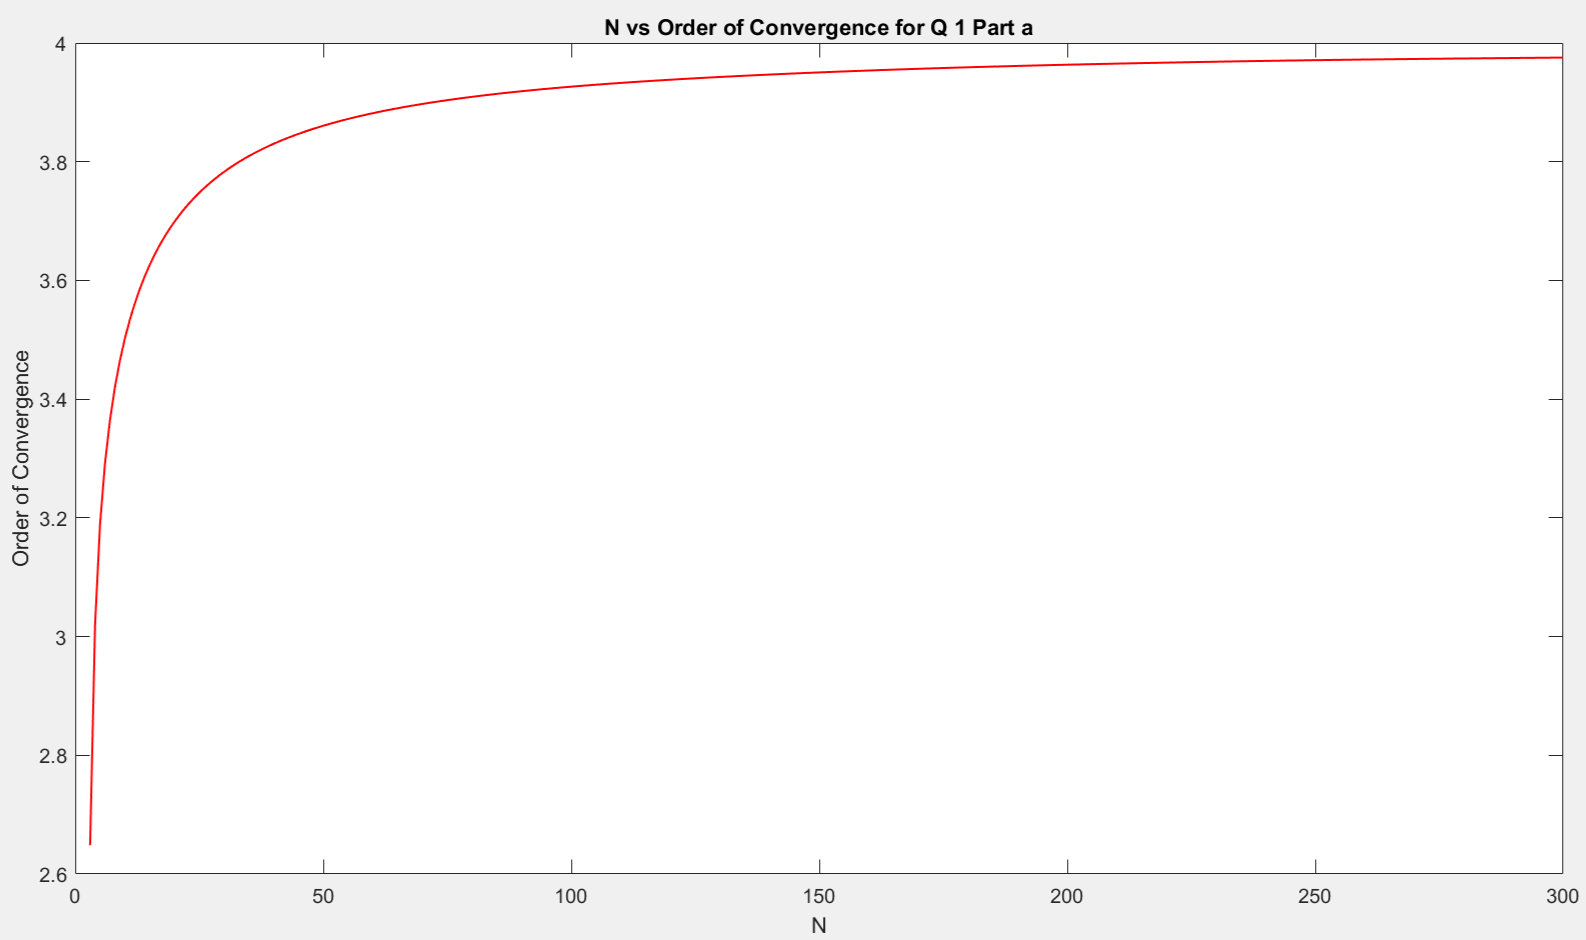 N vs Order of Convergence for Q 1 Part a
Order of Convergence
4
3.8
3.6
3.4
3.2
3
2.8
2.6
0 50 100 150 200 250 300
N